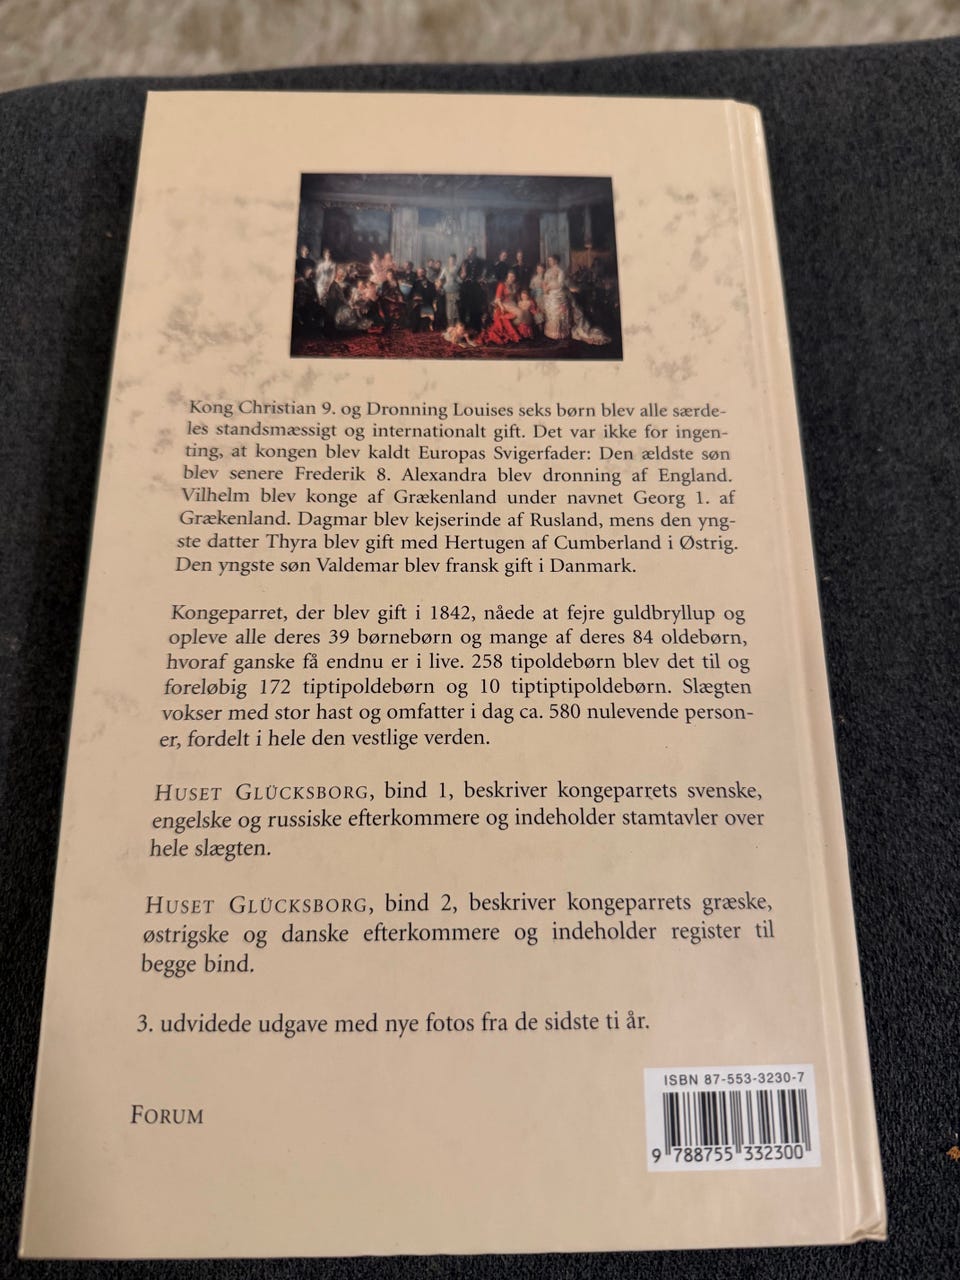 Kong Christian 9. og Dronning Louises seks børn blev alle særde-
les standsmæssigt og internationalt gift. Det var ikke for ingen-
ting, at kongen blev kaldt Europas Svigerfader: Den ældste søn
blev senere Frederik 8. Alexandra blev dronning af England.
Vilhelm blev konge af Grækenland under navnet Georg 1. af
Grækenland. Dagmar blev kejserinde af Rusland, mens den yng-
ste datter Thyra blev gift med Hertugen af Cumberland i Østrig.
Den yngste søn Valdemar blev fransk gift i Danmark.
Kongeparret, der blev gift i 1842, nåede at fejre guldbryllup og
opleve alle deres 39 børnebørn og mange af deres 84 oldebørn,
hvoraf ganske få endnu er i live. 258 tipoldebørn blev det til og
foreløbig 172 tiptipoldebørn og 10 tiptiptipoldebørn. Slægten
vokser med stor hast og omfatter i dag ca. 580 nulevende person-
er, fordelt i hele den vestlige verden.
HUSET GLÜCKSBORG, bind 1, beskriver kongeparrets svenske,
engelske og russiske efterkommere og indeholder stamtavler over
hele slægten.
HUSET GLÜCKSBORG, bind 2, beskriver kongeparrets græske,
østrigske og danske efterkommere og indeholder register til
begge bind.
3. udvidede udgave med nye fotos fra de sidste ti år.
ISBN 87-553-3230-7
FORUM
9 788755 332300